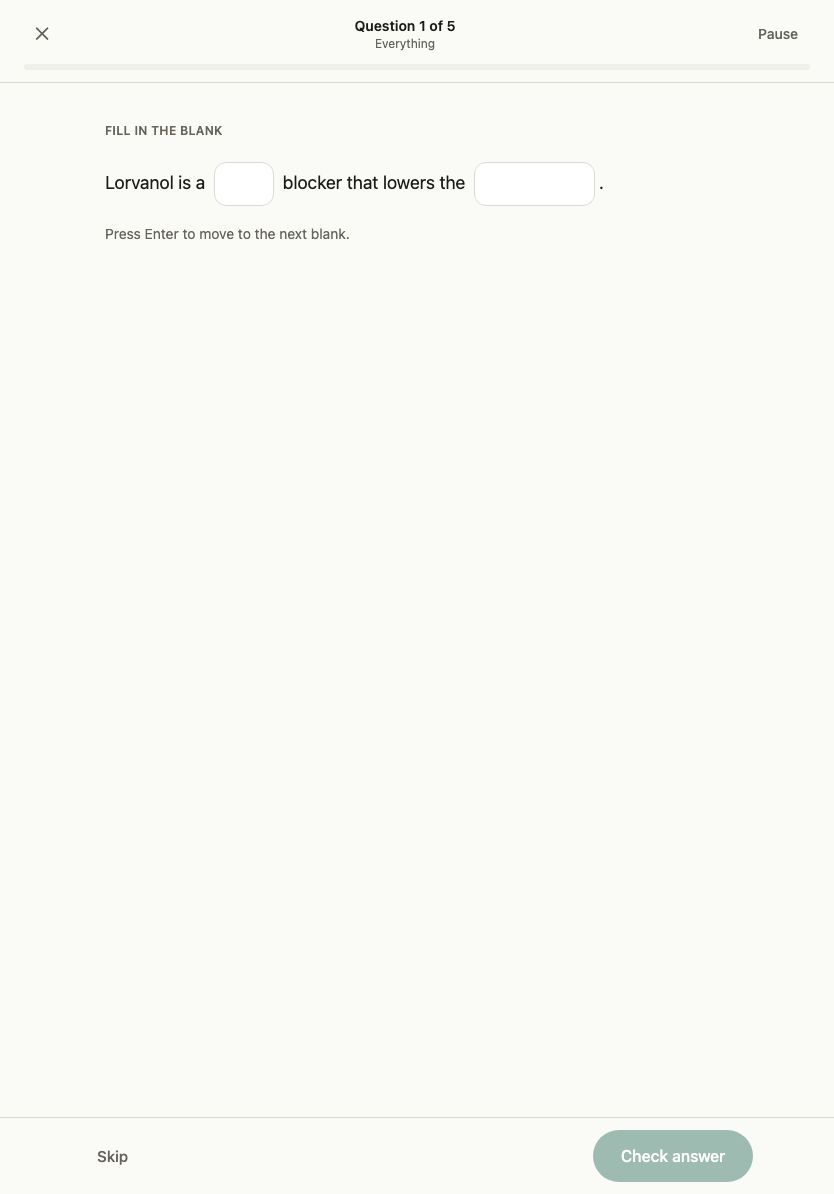 Question 1 of 5
Everything
Pause
FILL IN THE BLANK
Lorvanol is a blocker that lowers the .
Press Enter to move to the next blank.
Skip
Check answer